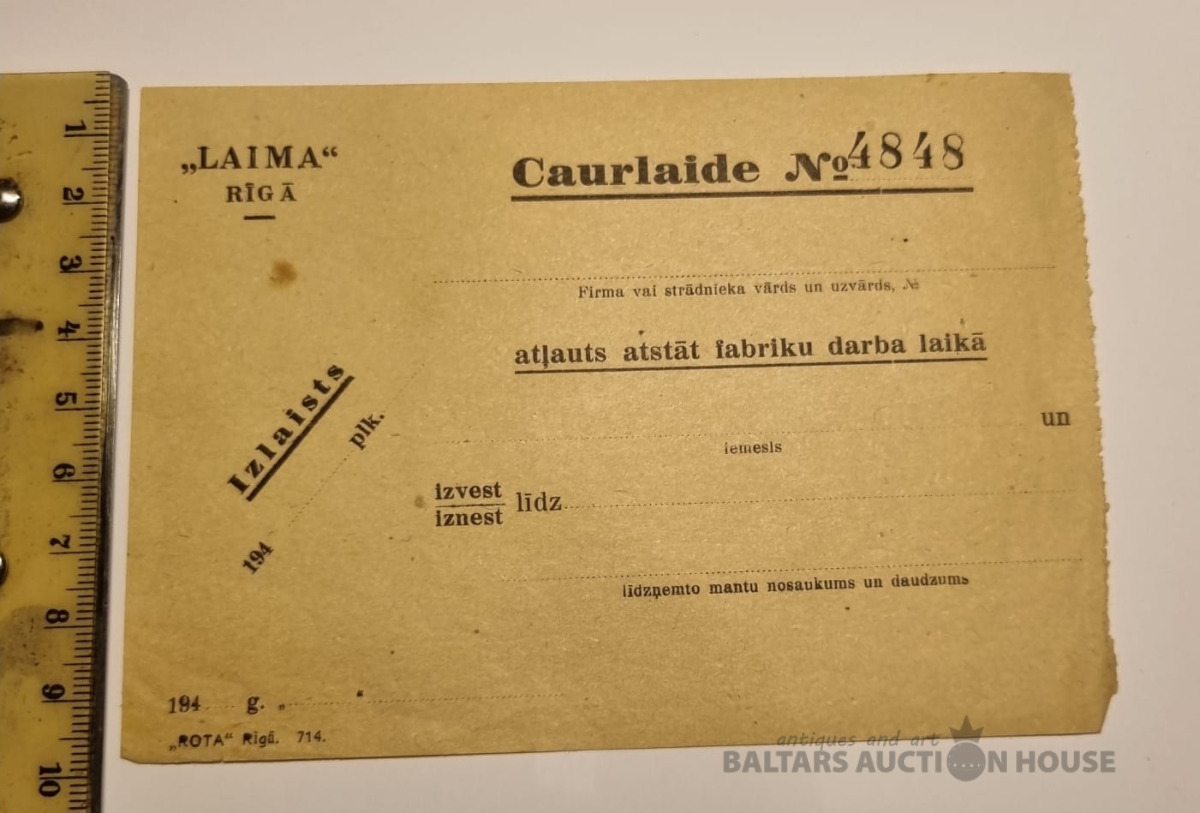 „LAIMA“
RĪGĀ
Caurlaide № 4848
Firma vai strādnieka vārds un uzvārds, №
atļauts atstāt fabriku darba laikā
Izlaists
plk.
194
un
iemesls
izvest
iznest
līdz
līdzņemto mantu nosaukums un daudzums
194 g. „ “
„ROTA“ Rīgā. 714.
antiques and art
BALTARS AUCTION HOUSE
1
2
3
4
5
6
7
8
9
10